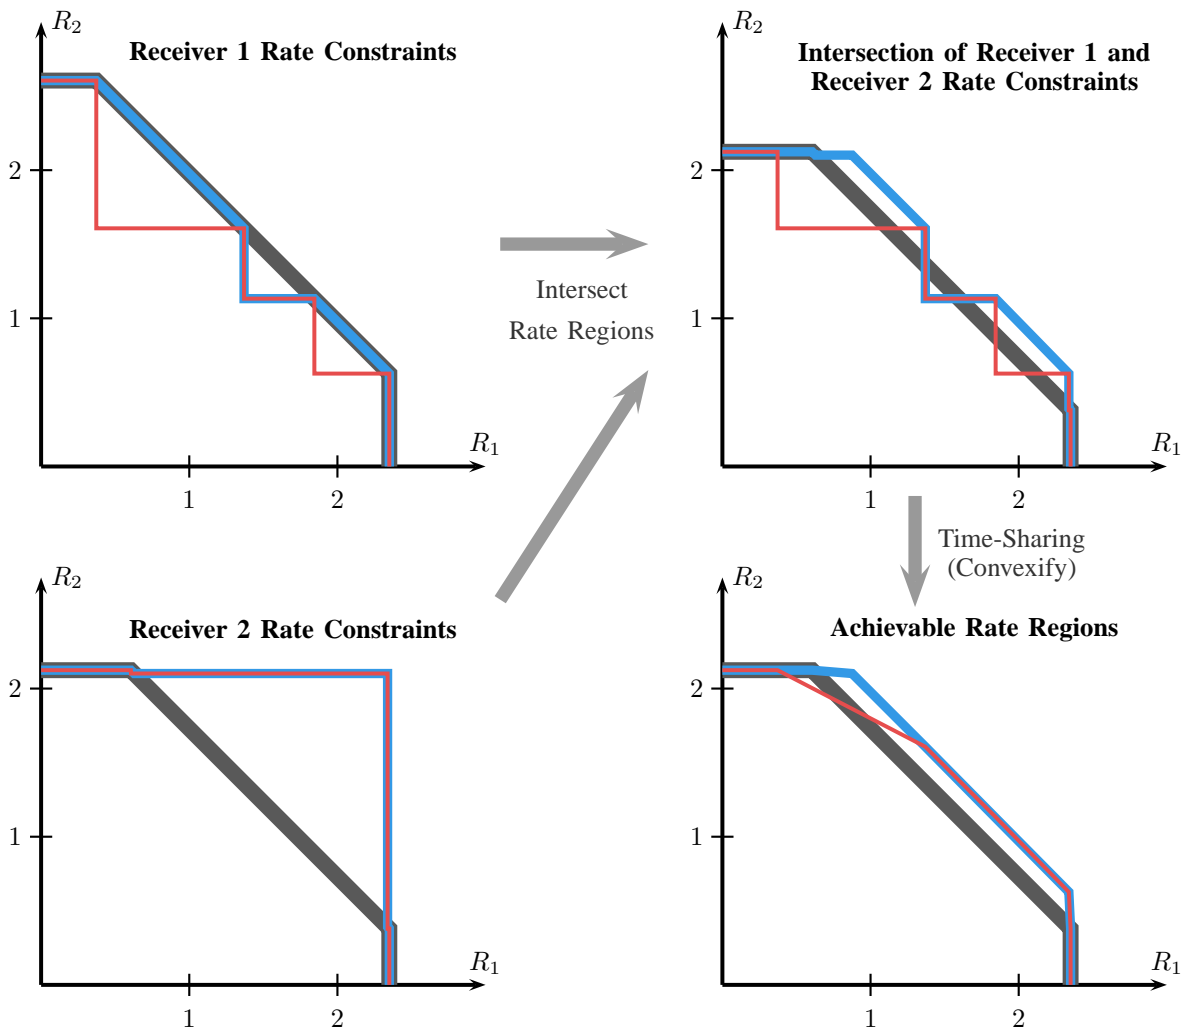 R₂
Receiver 1 Rate Constraints
2
1
R₁
1
2
Intersect
Rate Regions
R₂
Intersection of Receiver 1 and
Receiver 2 Rate Constraints
2
1
R₁
1
2
Time-Sharing
(Convexify)
R₂
Receiver 2 Rate Constraints
2
1
R₁
1
2
R₂
Achievable Rate Regions
2
1
R₁
1
2